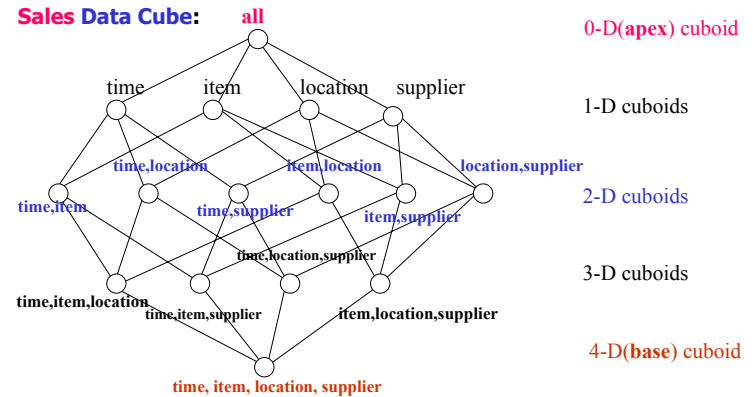 Sales Data Cube: all
0-D(apex) cuboid
time item location supplier
1-D cuboids
time,location item,location location,supplier
time,item time,supplier item,supplier
2-D cuboids
time,location,supplier
3-D cuboids
time,item,location time,item,supplier item,location,supplier
4-D(base) cuboid
time, item, location, supplier